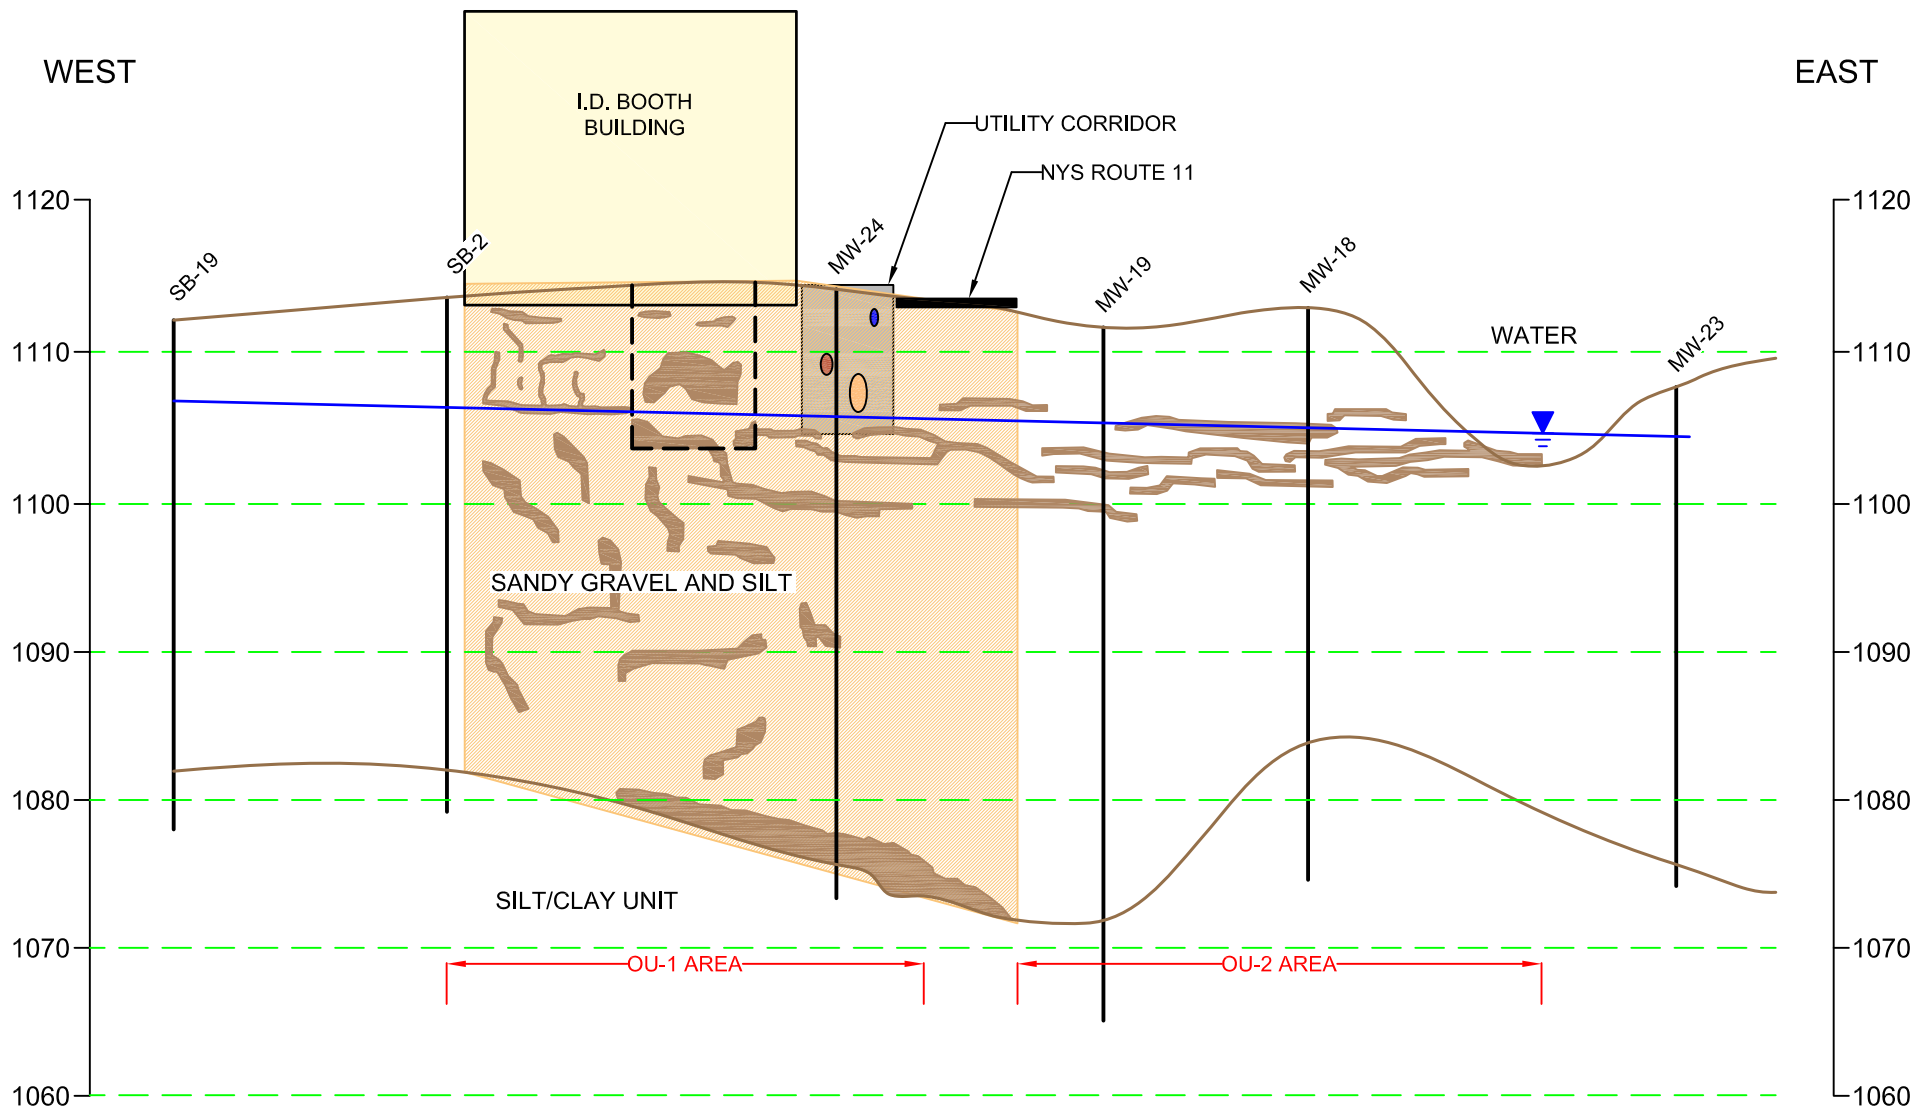 WEST
EAST
I.D. BOOTH
BUILDING
UTILITY CORRIDOR
NYS ROUTE 11
1120
1120
SB-19
SB-2
MW-24
MW-19
MW-18
WATER
MW-23
1110
1110
1100
1100
SANDY GRAVEL AND SILT
1090
1090
1080
1080
SILT/CLAY UNIT
1070
1070
OU-1 AREA
OU-2 AREA
1060
1060